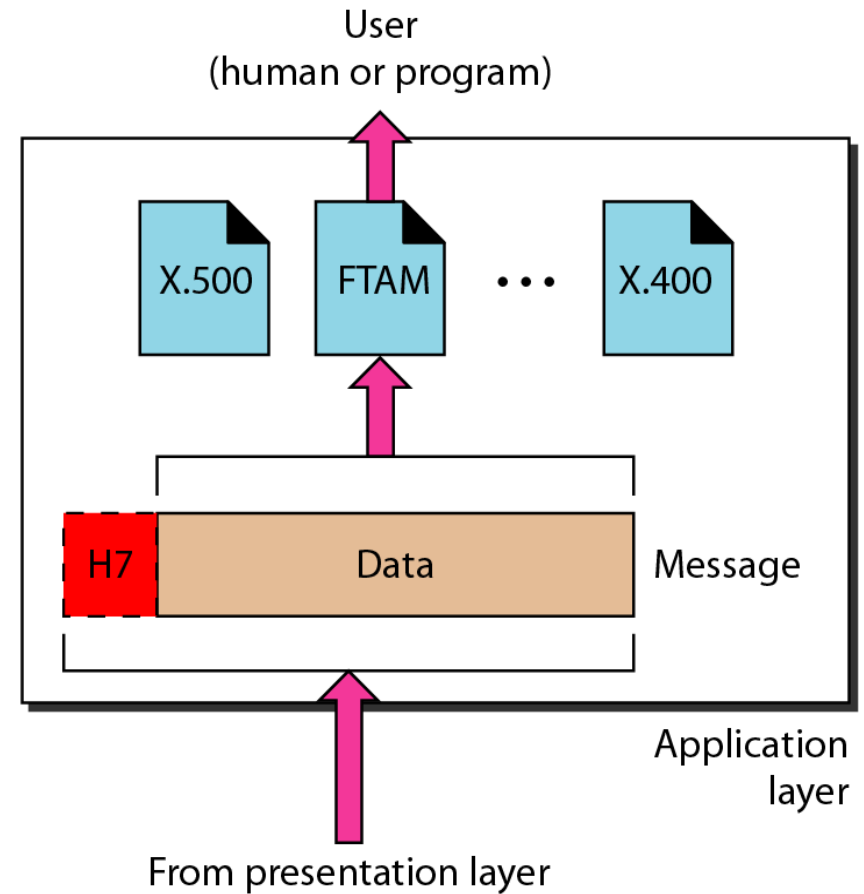 User
(human or program)
X.500
FTAM
...
X.400
H7
Data
Message
Application
layer
From presentation layer